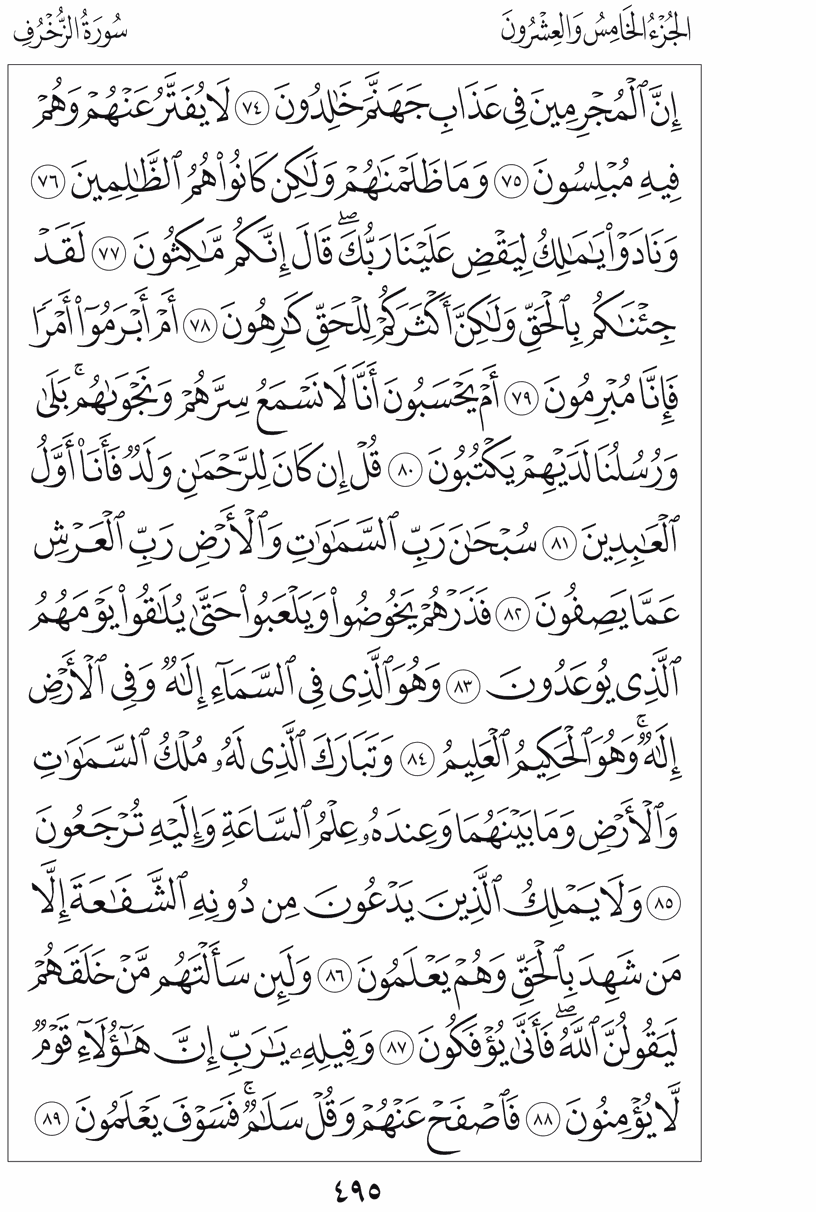 الجُزْءُ الخَامِسُ وَالعِشْرُونَ
سُورَةُ الزُّخْرُفِ
إِنَّ ٱلْمُجْرِمِينَ فِى عَذَابِ جَهَنَّمَ خَٰلِدُونَ ٧٤ لَا يُفَتَّرُ عَنْهُمْ وَهُمْ
فِيهِ مُبْلِسُونَ ٧٥ وَمَا ظَلَمْنَٰهُمْ وَلَٰكِن كَانُوا۟ هُمُ ٱلظَّٰلِمِينَ ٧٦
وَنَادَوْا۟ يَٰمَٰلِكُ لِيَقْضِ عَلَيْنَا رَبُّكَ ۖ قَالَ إِنَّكُم مَّٰكِثُونَ ٧٧ لَقَدْ
جِئْنَٰكُم بِٱلْحَقِّ وَلَٰكِنَّ أَكْثَرَكُمْ لِلْحَقِّ كَٰرِهُونَ ٧٨ أَمْ أَبْرَمُوٓا۟ أَمْرًا
فَإِنَّا مُبْرِمُونَ ٧٩ أَمْ يَحْسَبُونَ أَنَّا لَا نَسْمَعُ سِرَّهُمْ وَنَجْوَىٰهُم ۚ بَلَىٰ
وَرُسُلُنَا لَدَيْهِمْ يَكْتُبُونَ ٨٠ قُلْ إِن كَانَ لِلرَّحْمَٰنِ وَلَدٌ فَأَنَا۠ أَوَّلُ
ٱلْعَٰبِدِينَ ٨١ سُبْحَٰنَ رَبِّ ٱلسَّمَٰوَٰتِ وَٱلْأَرْضِ رَبِّ ٱلْعَرْشِ
عَمَّا يَصِفُونَ ٨٢ فَذَرْهُمْ يَخُوضُوا۟ وَيَلْعَبُوا۟ حَتَّىٰ يُلَٰقُوا۟ يَوْمَهُمُ
ٱلَّذِى يُوعَدُونَ ٨٣ وَهُوَ ٱلَّذِى فِى ٱلسَّمَآءِ إِلَٰهٌ وَفِى ٱلْأَرْضِ
إِلَٰهٌ ۚ وَهُوَ ٱلْحَكِيمُ ٱلْعَلِيمُ ٨٤ وَتَبَارَكَ ٱلَّذِى لَهُۥ مُلْكُ ٱلسَّمَٰوَٰتِ
وَٱلْأَرْضِ وَمَا بَيْنَهُمَا وَعِندَهُۥ عِلْمُ ٱلسَّاعَةِ وَإِلَيْهِ تُرْجَعُونَ
٨٥ وَلَا يَمْلِكُ ٱلَّذِينَ يَدْعُونَ مِن دُونِهِ ٱلشَّفَٰعَةَ إِلَّا
مَن شَهِدَ بِٱلْحَقِّ وَهُمْ يَعْلَمُونَ ٨٦ وَلَئِن سَأَلْتَهُم مَّنْ خَلَقَهُمْ
لَيَقُولُنَّ ٱللَّهُ ۖ فَأَنَّىٰ يُؤْفَكُونَ ٨٧ وَقِيلِهِۦ يَٰرَبِّ إِنَّ هَٰٓؤُلَآءِ قَوْمٌ
لَّا يُؤْمِنُونَ ٨٨ فَٱصْفَحْ عَنْهُمْ وَقُلْ سَلَٰمٌ ۚ فَسَوْفَ يَعْلَمُونَ ٨٩
٤٩٥